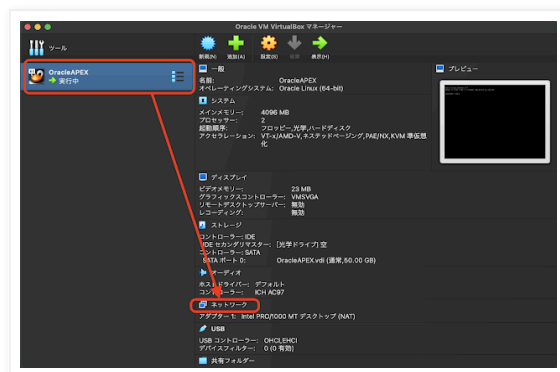 Oracle VM VirtualBox マネージャー
ツール
新規(N) 追加(A) 設定(S) 破棄 表示(H)
OracleAPEX
実行中
一般
名前: OracleAPEX
オペレーティングシステム: Oracle Linux (64-bit)
システム
メインメモリー: 4096 MB
プロセッサー: 2
起動順序: フロッピー,光学,ハードディスク
アクセラレーション: VT-x/AMD-V,ネステッドページング,PAE/NX,KVM 準仮想
化
プレビュー
ディスプレイ
ビデオメモリー: 23 MB
グラフィックスコントローラー: VMSVGA
リモートデスクトップサーバー: 無効
レコーディング: 無効
ストレージ
コントローラー: IDE
IDE セカンダリマスター: [光学ドライブ] 空
コントローラー: SATA
SATA ポート 0: OracleAPEX.vdi (通常,50.00 GB)
オーディオ
ホストドライバー: デフォルト
コントローラー: ICH AC97
ネットワーク
アダプター 1: Intel PRO/1000 MT デスクトップ (NAT)
USB
USB コントローラー: OHCI,EHCI
デバイスフィルター: 0 (0 有効)
共有フォルダー